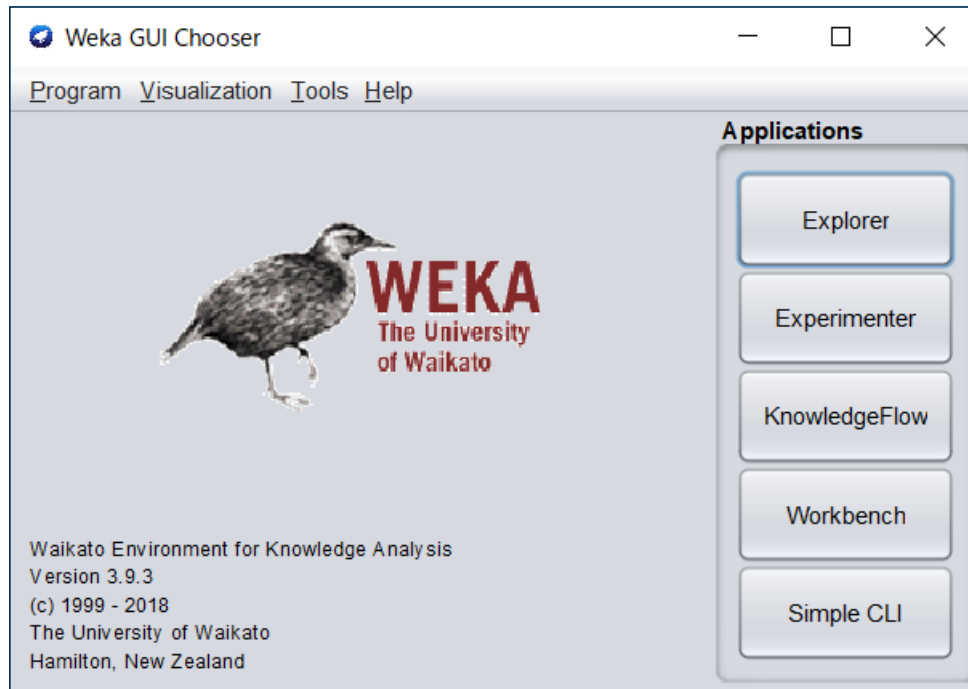 Weka GUI Chooser
Program Visualization Tools Help
Applications
Explorer
Experimenter
KnowledgeFlow
Workbench
Simple CLI
WEKA
The University
of Waikato
Waikato Environment for Knowledge Analysis
Version 3.9.3
(c) 1999 - 2018
The University of Waikato
Hamilton, New Zealand